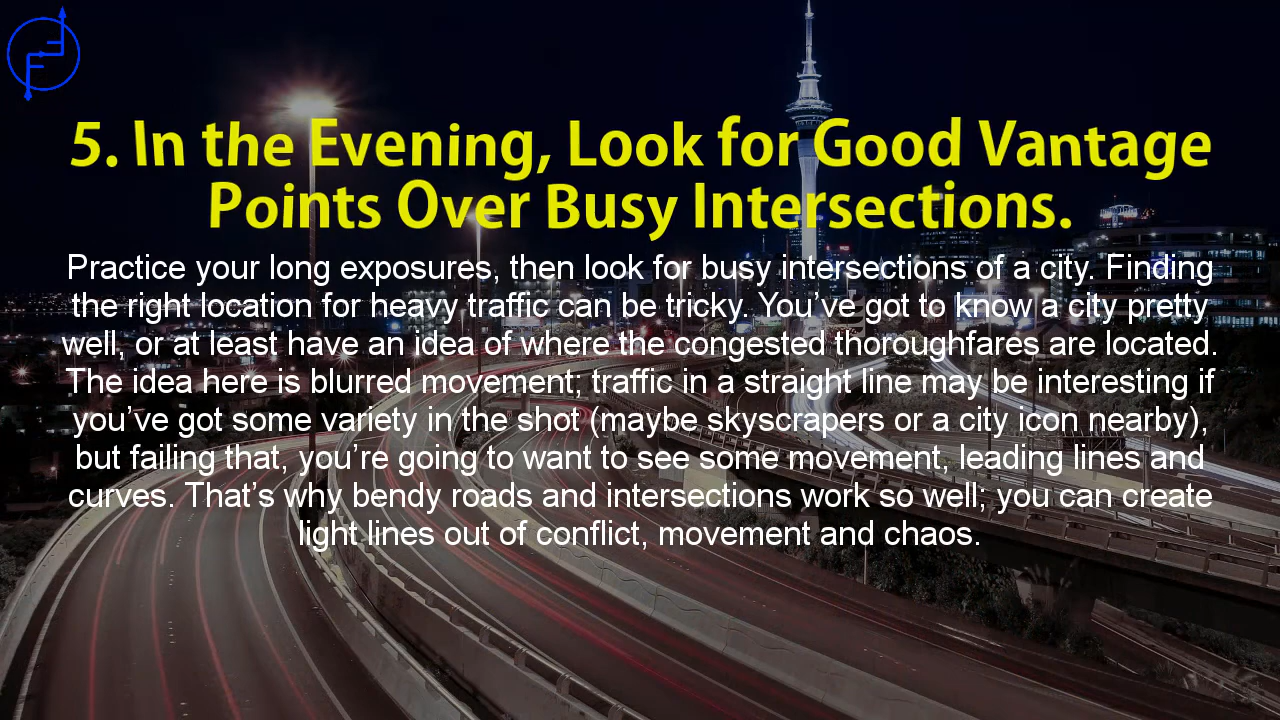 5. In the Evening, Look for Good Vantage
Points Over Busy Intersections.
Practice your long exposures, then look for busy intersections of a city. Finding
the right location for heavy traffic can be tricky. You’ve got to know a city pretty
well, or at least have an idea of where the congested thoroughfares are located.
The idea here is blurred movement; traffic in a straight line may be interesting if
you’ve got some variety in the shot (maybe skyscrapers or a city icon nearby),
but failing that, you’re going to want to see some movement, leading lines and
curves. That’s why bendy roads and intersections work so well; you can create
light lines out of conflict, movement and chaos.